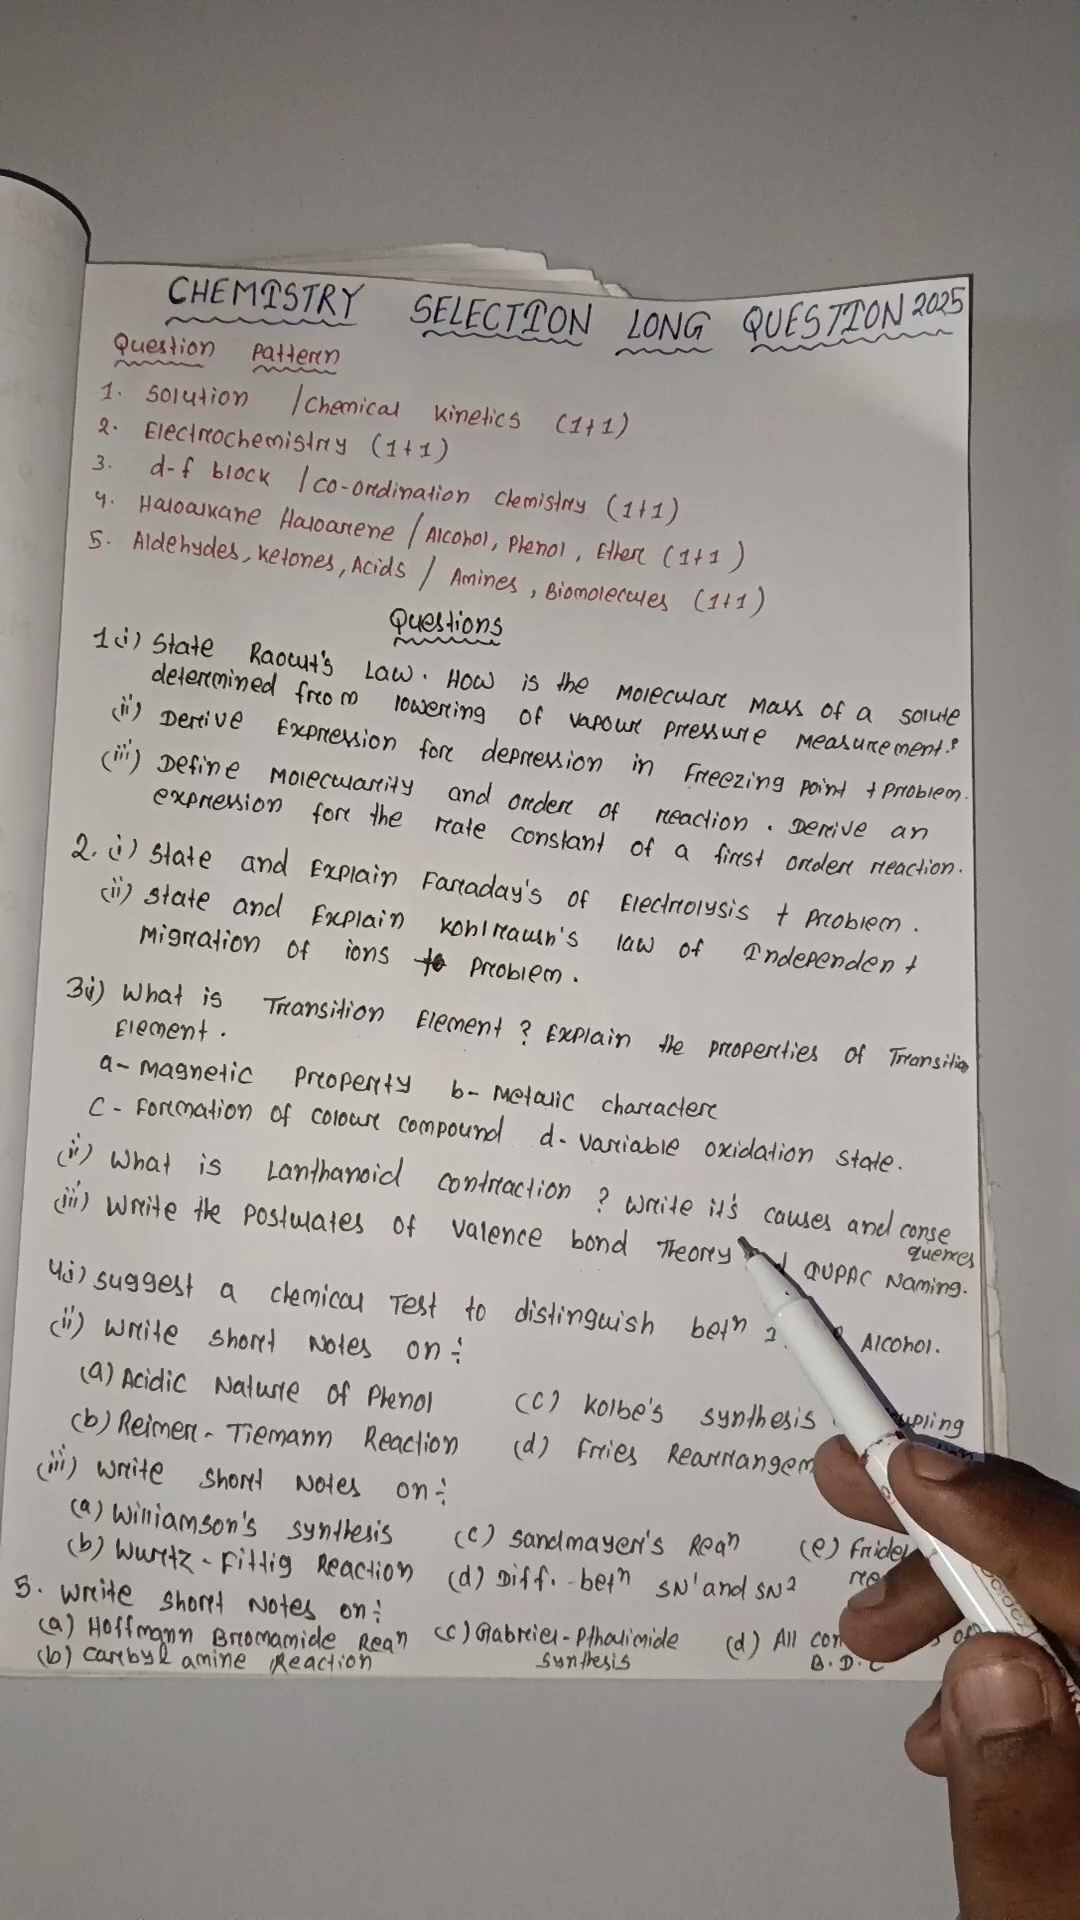 CHEMISTRY SELECTION LONG QUESTION 2025
Question Pattern
1. Solution / Chemical Kinetics (1+1)
2. Electrochemistry (1+1)
3. d-f block / co-ordination chemistry (1+1)
4. Haloalkane Haloarene / Alcohol, Phenol, Ether (1+1)
5. Aldehydes, Ketones, Acids / Amines, Biomolecules (1+1)
Questions
1 (i) State Raoult's Law. How is the Molecular Mass of a solute
determined from lowering of vapour pressure Measurement?
(ii) Derive Expression for depression in Freezing point + Problem.
(iii) Define Molecularity and order of reaction. Derive an
expression for the rate constant of a first order reaction.
2. (i) State and Explain Faraday's of Electrolysis + Problem.
(ii) State and Explain Kohlraush's law of Independent
Migration of ions Problem.
3(i) What is Transition Element? Explain the properties of Transition
Element.
a- Magnetic Property b- Metalic character
C- Formation of colour compound d- Variable oxidation state.
(ii) What is Lanthanoid contraction? Write it's causes and conse
quences
(iii) Write the postulates of valence bond Theory IUPAC Naming.
4(i) Suggest a chemical Test to distinguish betn Alcohol.
(ii) Write short Notes on ÷
(a) Acidic Nature of Phenol (c) Kolbe's synthesis
(b) Reimer - Tiemann Reaction (d) Fries
(iii) Write short Notes on ÷
(a) Williamson's synthesis (c) Sandmayer's Rean (e)
(b) Wurtz - Fittig Reaction (d) Diff. betn SN1 and SN2
5. Write short Notes on ÷
(a) Hoffmann Bromamide Rean (c) Gabriel - Pthalimide (d) All
(b) Carbyl amine Reaction synthesis B.D.C